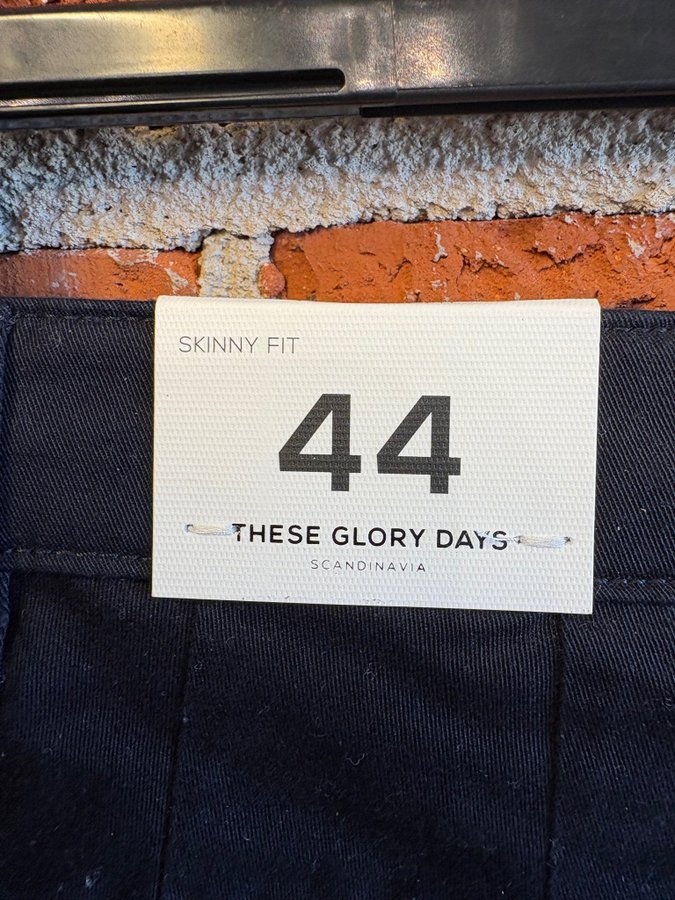 SKINNY FIT
44
THESE GLORY DAYS
SCANDINAVIA